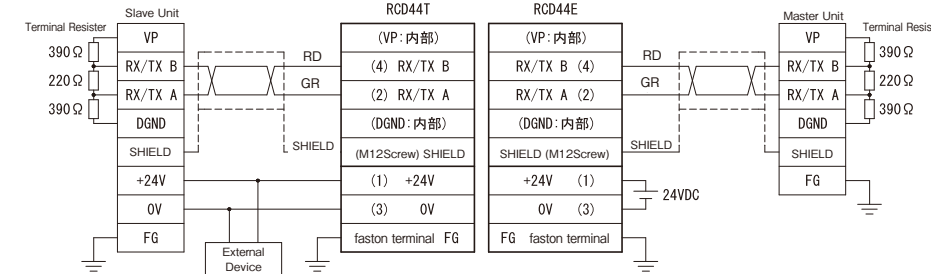 Terminal Resister
Slave Unit
VP
RX/TX B
RX/TX A
DGND
SHIELD
+24V
0V
FG
390Ω
220Ω
390Ω
RD
GR
SHIELD
External
Device
RCD44T
(VP:内部)
(4) RX/TX B
(2) RX/TX A
(DGND:内部)
(M12Screw) SHIELD
(1) +24V
(3) 0V
faston terminal FG
RCD44E
(VP:内部)
RX/TX B (4)
RX/TX A (2)
(DGND:内部)
SHIELD (M12Screw)
+24V (1)
0V (3)
FG faston terminal
RD
GR
SHIELD
24VDC
Master Unit
VP
RX/TX B
RX/TX A
DGND
SHIELD
FG
Terminal Resis
390Ω
220Ω
390Ω